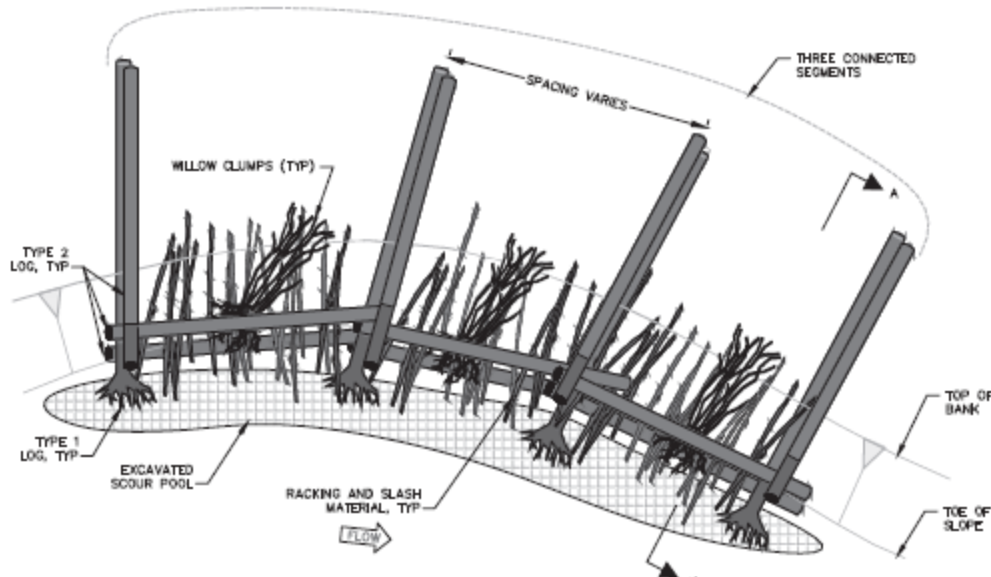 THREE CONNECTED
SEGMENTS
SPACING VARIES
WILLOW CLUMPS (TYP)
A
TYPE 2
LOG, TYP
TOP OF
BANK
TYPE 1
LOG, TYP
EXCAVATED
SCOUR POOL
RACKING AND SLASH
MATERIAL, TYP
FLOW
TOE OF
SLOPE